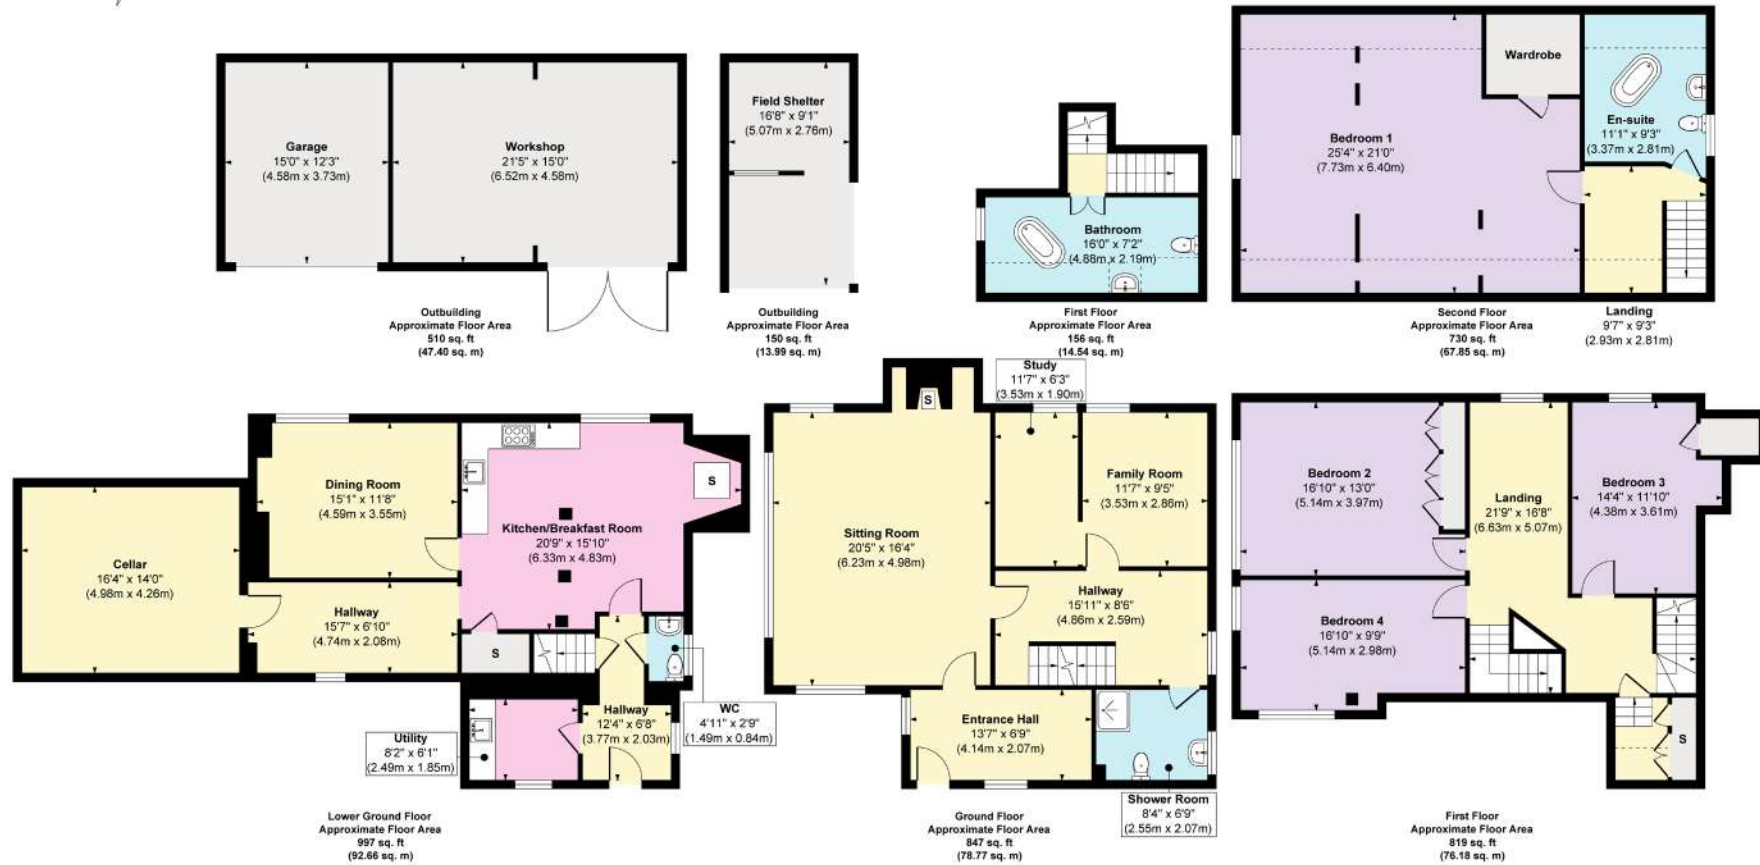 Garage
15'0" x 12'3"
(4.58m x 3.73m)
Workshop
21'5" x 15'0"
(6.52m x 4.58m)
Outbuilding
Approximate Floor Area
510 sq. ft
(47.40 sq. m)
Field Shelter
16'8" x 9'1"
(5.07m x 2.76m)
Outbuilding
Approximate Floor Area
150 sq. ft
(13.99 sq. m)
Bathroom
16'0" x 7'2"
(4.88m x 2.19m)
First Floor
Approximate Floor Area
156 sq. ft
(14.54 sq. m)
Wardrobe
Bedroom 1
25'4" x 21'0"
(7.73m x 6.40m)
En-suite
11'1" x 9'3"
(3.37m x 2.81m)
Second Floor
Approximate Floor Area
730 sq. ft
(67.85 sq. m)
Landing
9'7" x 9'3"
(2.93m x 2.81m)
Cellar
16'4" x 14'0"
(4.98m x 4.26m)
Dining Room
15'1" x 11'8"
(4.59m x 3.55m)
Kitchen/Breakfast Room
20'9" x 15'10"
(6.33m x 4.83m)
S
Hallway
15'7" x 6'10"
(4.74m x 2.08m)
S
Hallway
12'4" x 6'8"
(3.77m x 2.03m)
WC
4'11" x 2'9"
(1.49m x 0.84m)
Utility
8'2" x 6'1"
(2.49m x 1.85m)
Lower Ground Floor
Approximate Floor Area
997 sq. ft
(92.66 sq. m)
Study
11'7" x 6'3"
(3.53m x 1.90m)
S
Family Room
11'7" x 9'5"
(3.53m x 2.86m)
Sitting Room
20'5" x 16'4"
(6.23m x 4.98m)
Hallway
15'11" x 8'6"
(4.86m x 2.59m)
Entrance Hall
13'7" x 6'9"
(4.14m x 2.07m)
Shower Room
8'4" x 6'9"
(2.55m x 2.07m)
Ground Floor
Approximate Floor Area
847 sq. ft
(78.77 sq. m)
Bedroom 2
16'10" x 13'0"
(5.14m x 3.97m)
Landing
21'9" x 16'8"
(6.63m x 5.07m)
Bedroom 3
14'4" x 11'10"
(4.38m x 3.61m)
Bedroom 4
16'10" x 9'9"
(5.14m x 2.98m)
S
First Floor
Approximate Floor Area
819 sq. ft
(76.18 sq. m)